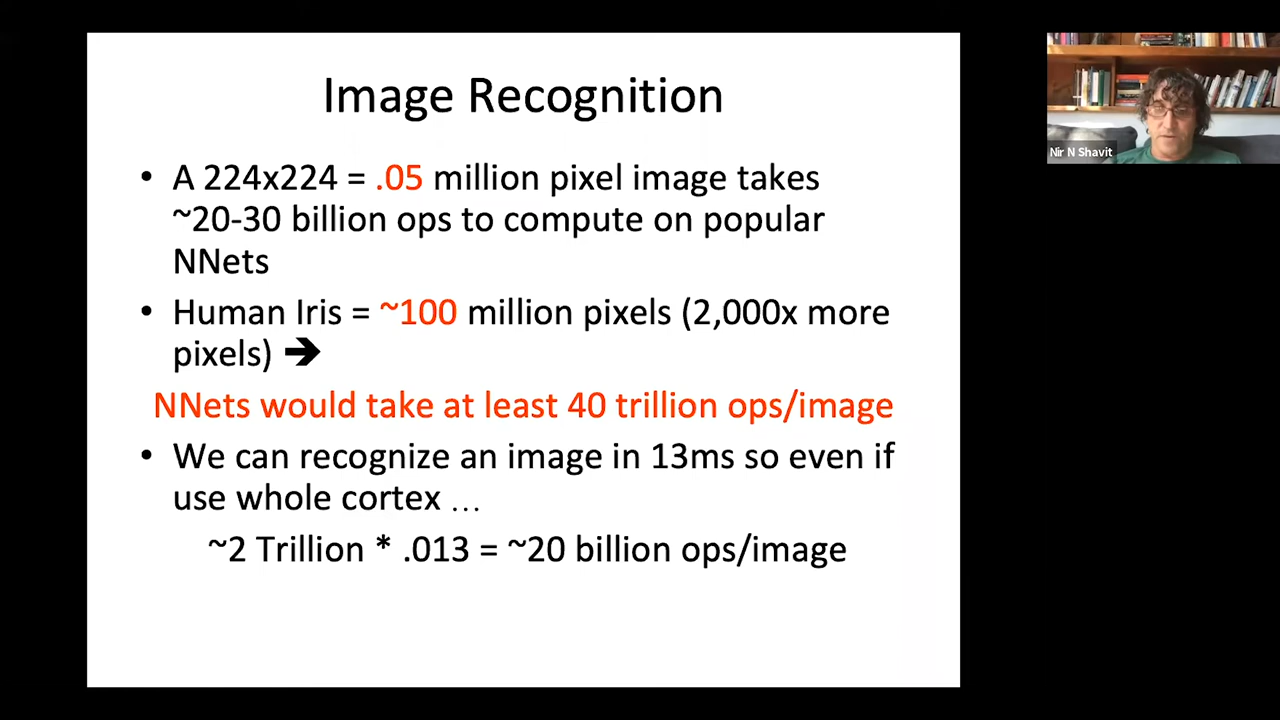 Image Recognition
• A 224x224 = .05 million pixel image takes
~20-30 billion ops to compute on popular
NNets
• Human Iris = ~100 million pixels (2,000x more
pixels) ➔
NNets would take at least 40 trillion ops/image
• We can recognize an image in 13ms so even if
use whole cortex …
~2 Trillion * .013 = ~20 billion ops/image
Nir N Shavit